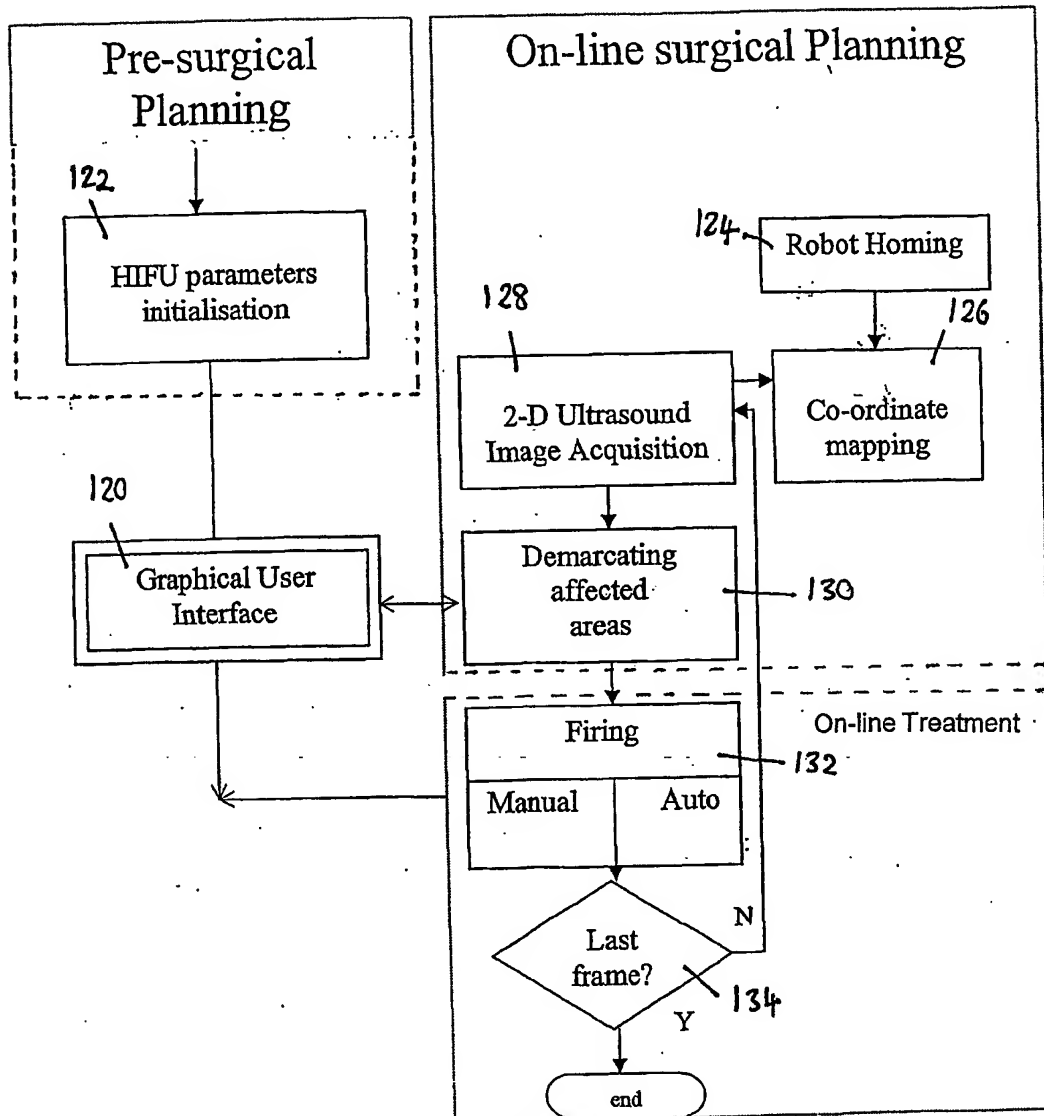 Pre-surgical
Planning
122
HIFU parameters
initialisation
120
Graphical User
Interface
On-line surgical Planning
124
Robot Homing
128
126
2-D Ultrasound
Image Acquisition
Co-ordinate
mapping
Demarcating
affected
areas
130
On-line Treatment
Firing
132
Manual
Auto
N
Last
frame?
134
Y
end